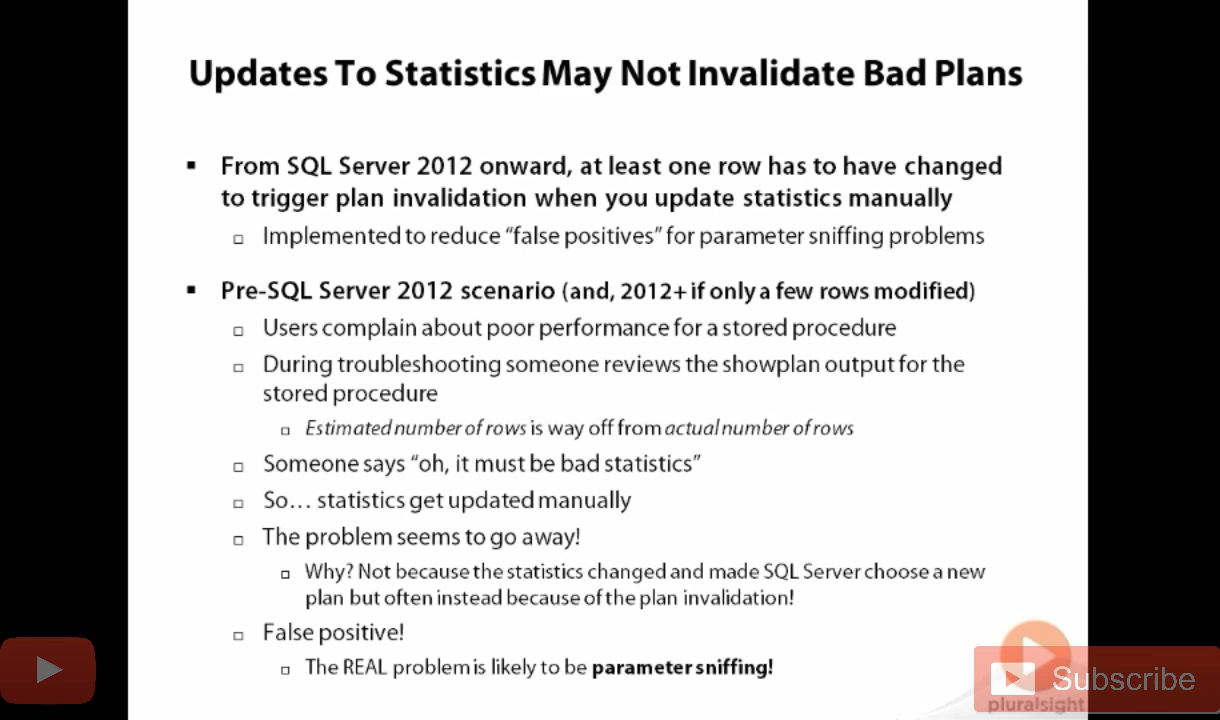 Updates To Statistics May Not Invalidate Bad Plans
▪ From SQL Server 2012 onward, at least one row has to have changed
to trigger plan invalidation when you update statistics manually
□ Implemented to reduce “false positives” for parameter sniffing problems
▪ Pre-SQL Server 2012 scenario (and, 2012+ if only a few rows modified)
□ Users complain about poor performance for a stored procedure
□ During troubleshooting someone reviews the showplan output for the
stored procedure
□ Estimated number of rows is way off from actual number of rows
□ Someone says “oh, it must be bad statistics”
□ So… statistics get updated manually
□ The problem seems to go away!
□ Why? Not because the statistics changed and made SQL Server choose a new
plan but often instead because of the plan invalidation!
□ False positive!
□ The REAL problem is likely to be parameter sniffing!
Subscribe
pluralsight